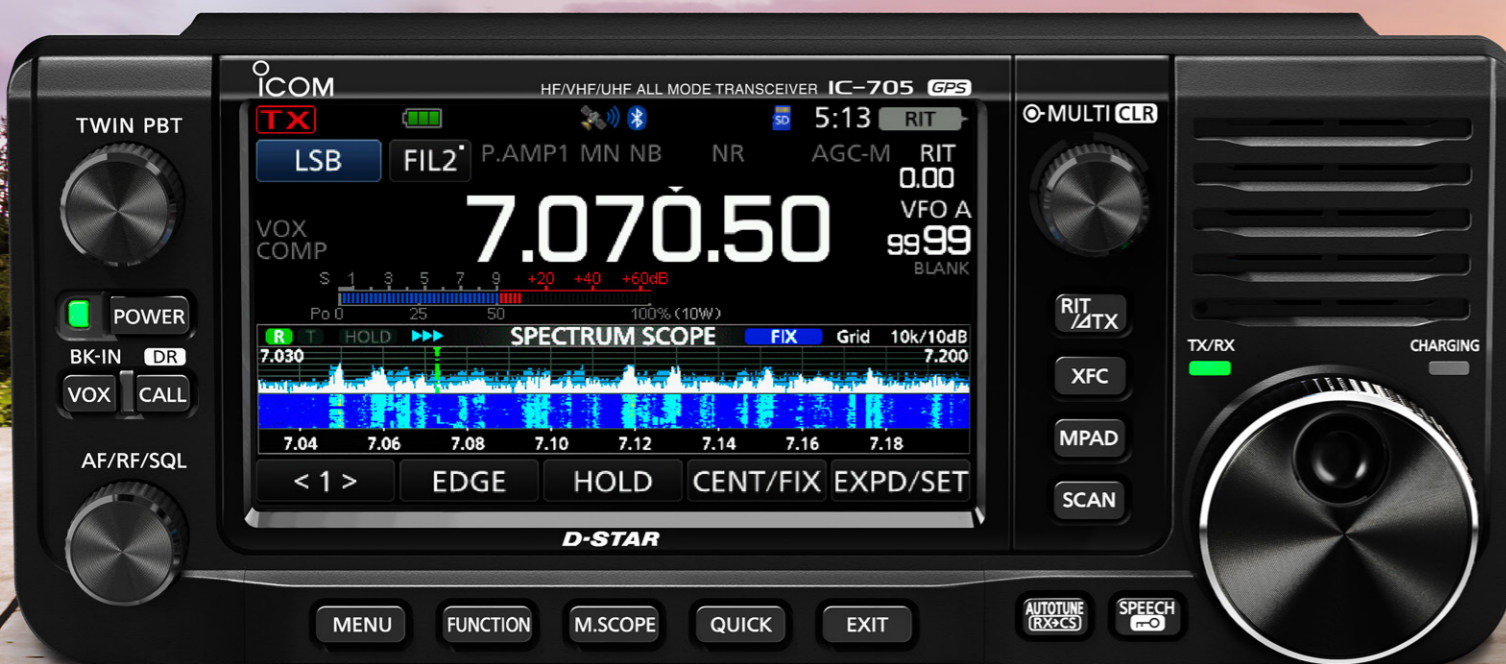 ICOM
HF/VHF/UHF ALL MODE TRANSCEIVER IC-705 GPS
TWIN PBT
TX SD 5:13 RIT
LSB FIL2 P.AMP1 MN NB NR AGC-M RIT
0.00
7.070.50
VFO A
VOX
COMP
99 99
BLANK
S 1 3 5 7 9 +20 +40 +60dB
Po 0 25 50 100% (10W)
R T HOLD SPECTRUM SCOPE FIX Grid 10k/10dB
7.030 7.200
7.04 7.06 7.08 7.10 7.12 7.14 7.16 7.18
< 1 > EDGE HOLD CENT/FIX EXPD/SET
D-STAR
POWER
BK-IN DR
VOX CALL
AF/RF/SQL
MENU FUNCTION M.SCOPE QUICK EXIT
MULTI CLR
RIT
/⊿TX
XFC
MPAD
SCAN
AUTOTUNE
RX→CS
SPEECH
TX/RX CHARGING